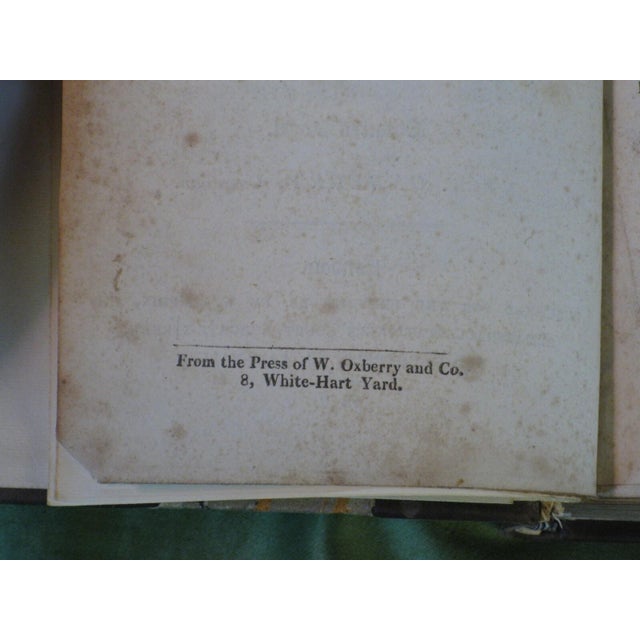 From the Press of W. Oxberry and Co.
8, White-Hart Yard.